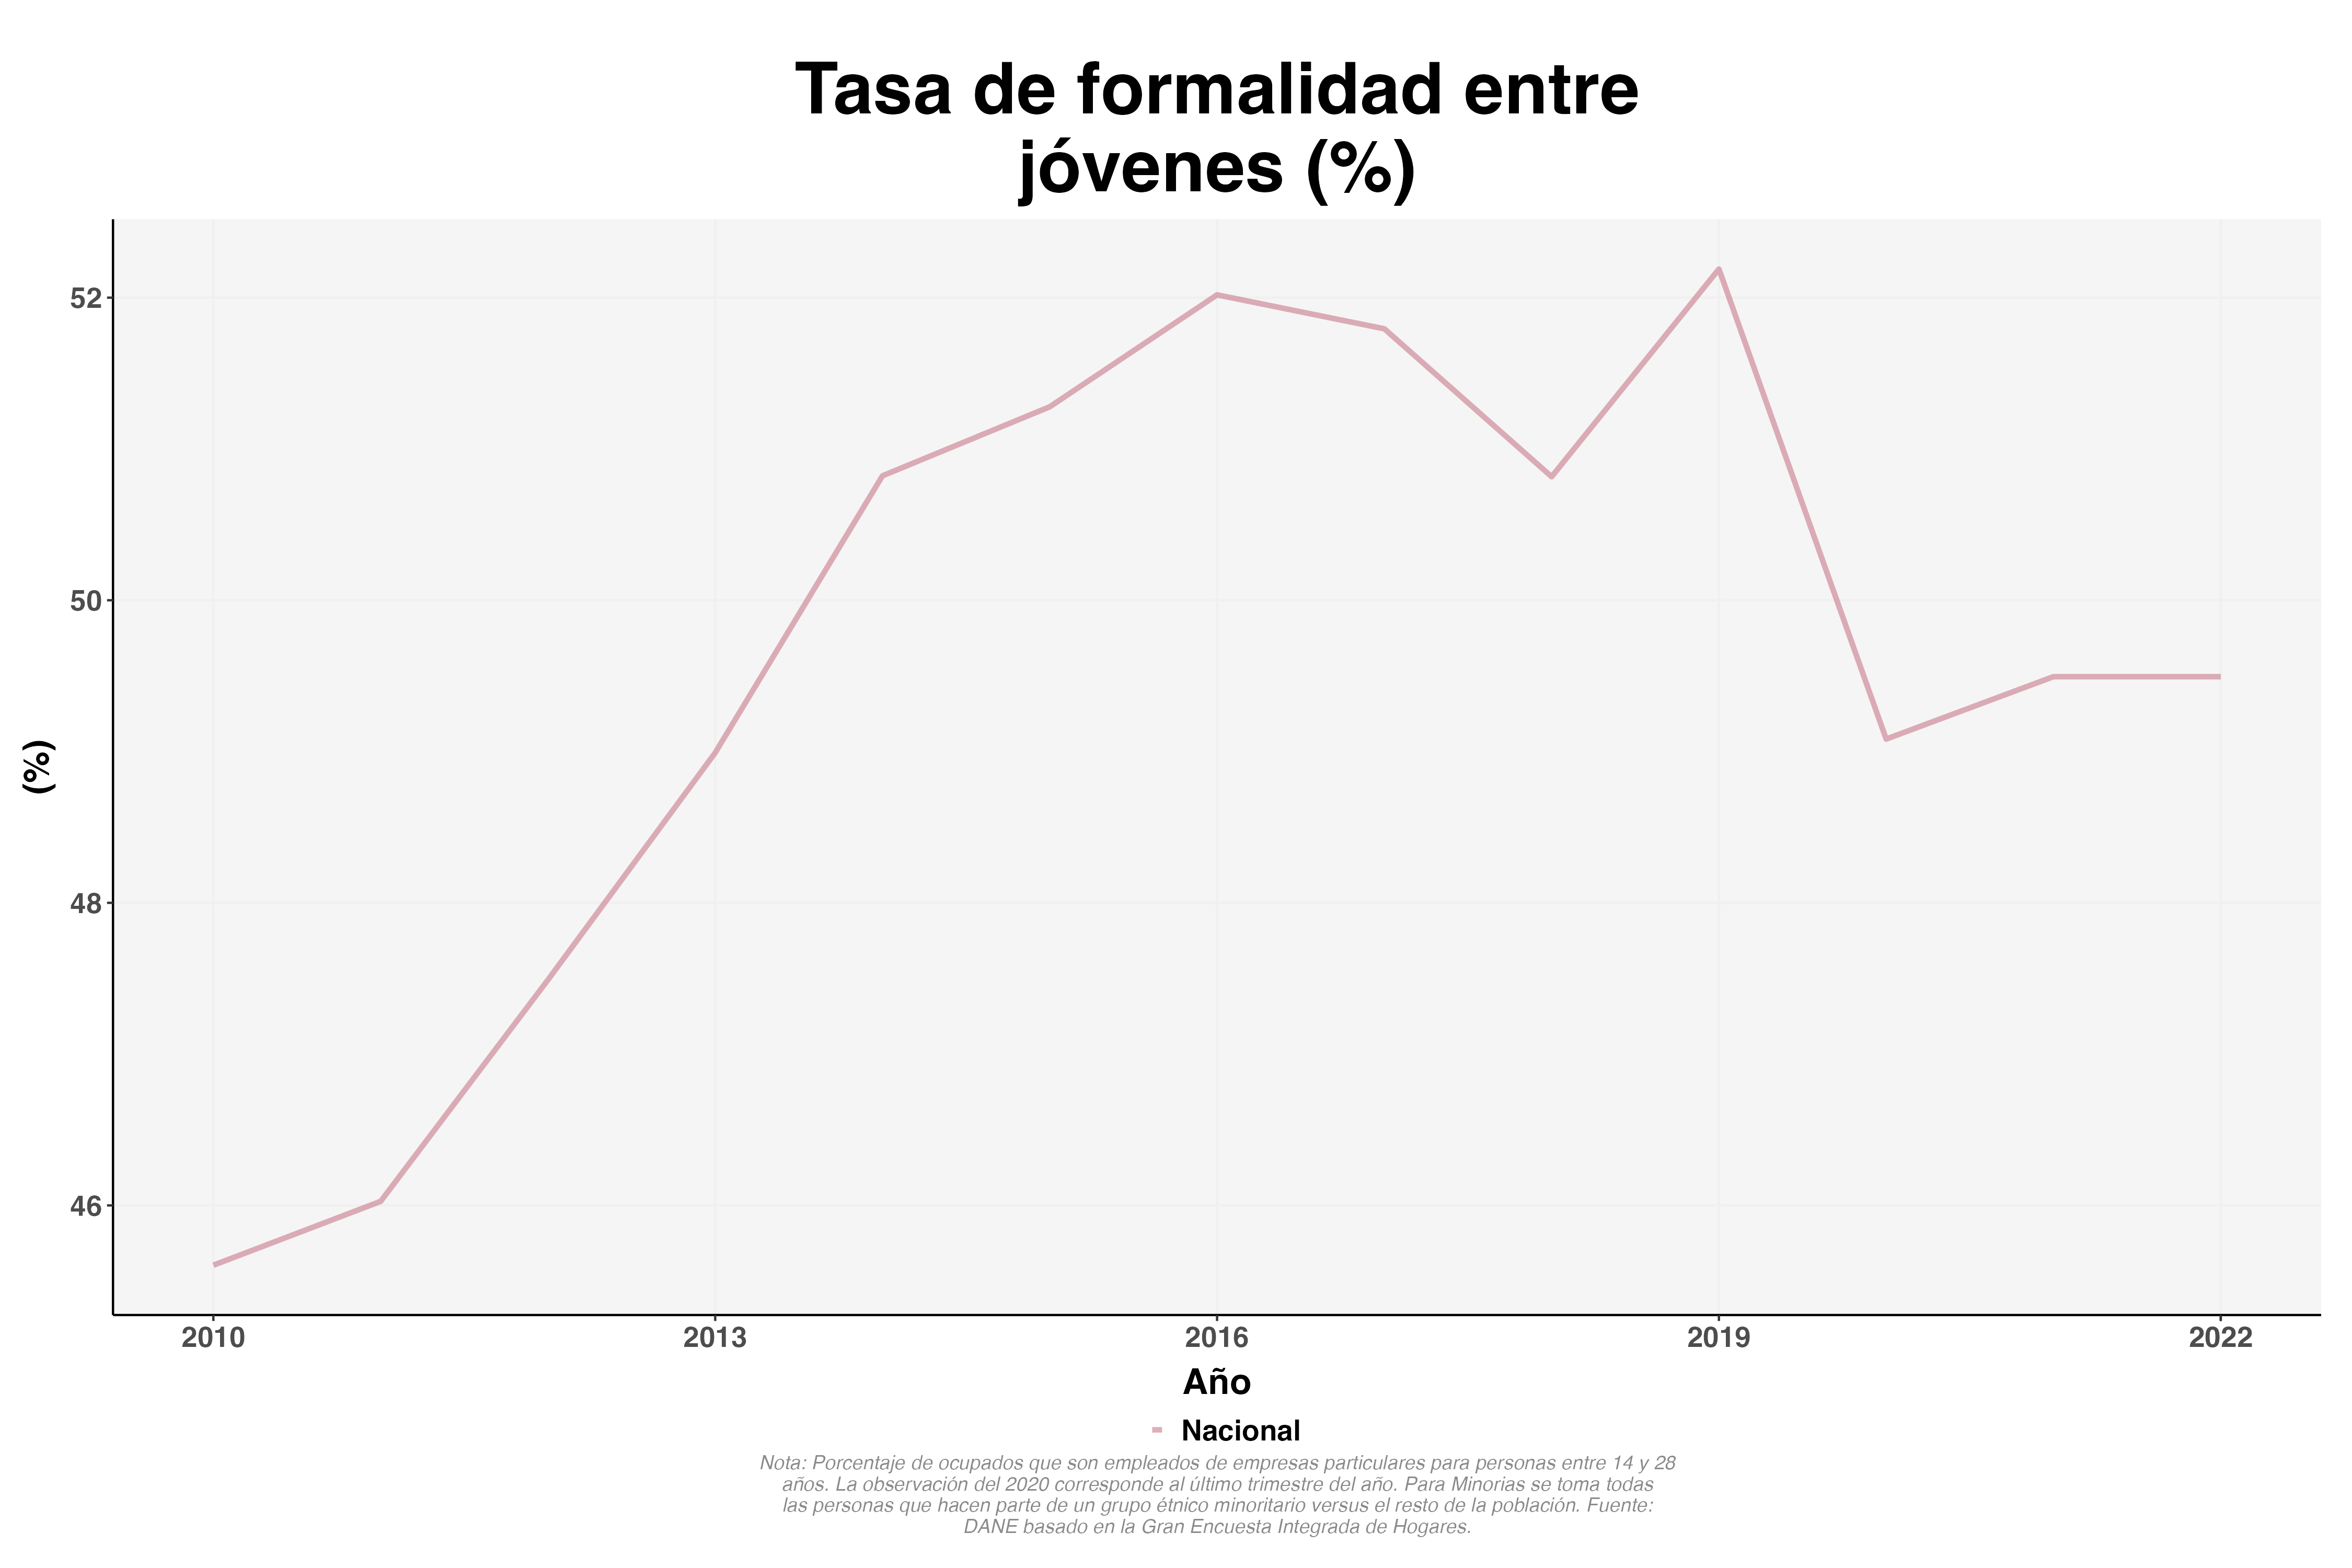 Tasa de formalidad entre
jóvenes (%)
(%)
52
50
48
46
2010 2013 2016 2019 2022
Año
Nacional
Nota: Porcentaje de ocupados que son empleados de empresas particulares para personas entre 14 y 28
años. La observación del 2020 corresponde al último trimestre del año. Para Minorias se toma todas
las personas que hacen parte de un grupo étnico minoritario versus el resto de la población. Fuente:
DANE basado en la Gran Encuesta Integrada de Hogares.